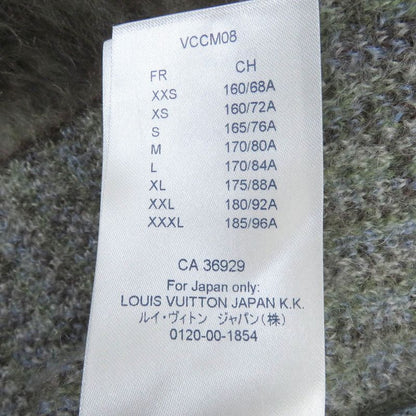 VCCM08
FR CH
XXS 160/68A
XS 160/72A
S 165/76A
M 170/80A
L 170/84A
XL 175/88A
XXL 180/92A
XXXL 185/96A
CA 36929
For Japan only:
LOUIS VUITTON JAPAN K.K.
ルイ・ヴィトン ジャパン(株)
0120-00-1854